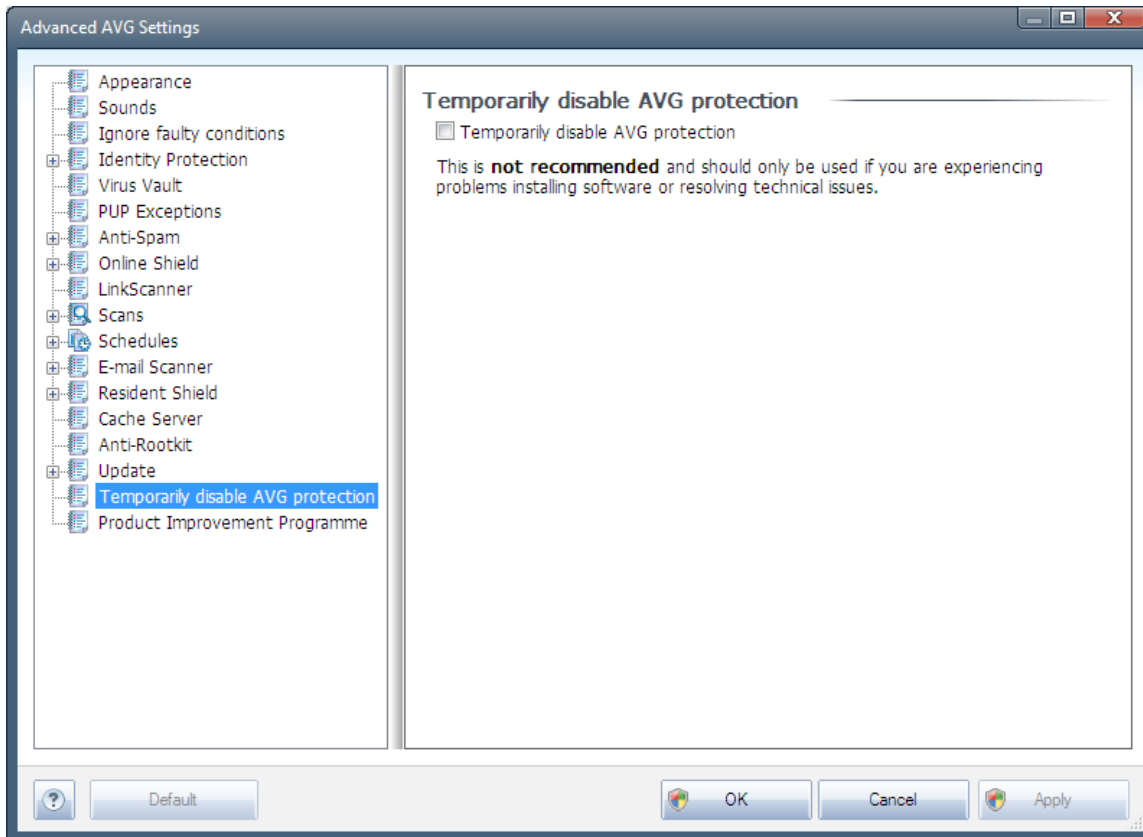 Advanced AVG Settings
Appearance
Sounds
Ignore faulty conditions
Identity Protection
Virus Vault
PUP Exceptions
Anti-Spam
Online Shield
LinkScanner
Scans
Schedules
E-mail Scanner
Resident Shield
Cache Server
Anti-Rootkit
Update
Temporarily disable AVG protection
Product Improvement Programme
Temporarily disable AVG protection
Temporarily disable AVG protection
This is not recommended and should only be used if you are experiencing
problems installing software or resolving technical issues.
? Default OK Cancel Apply